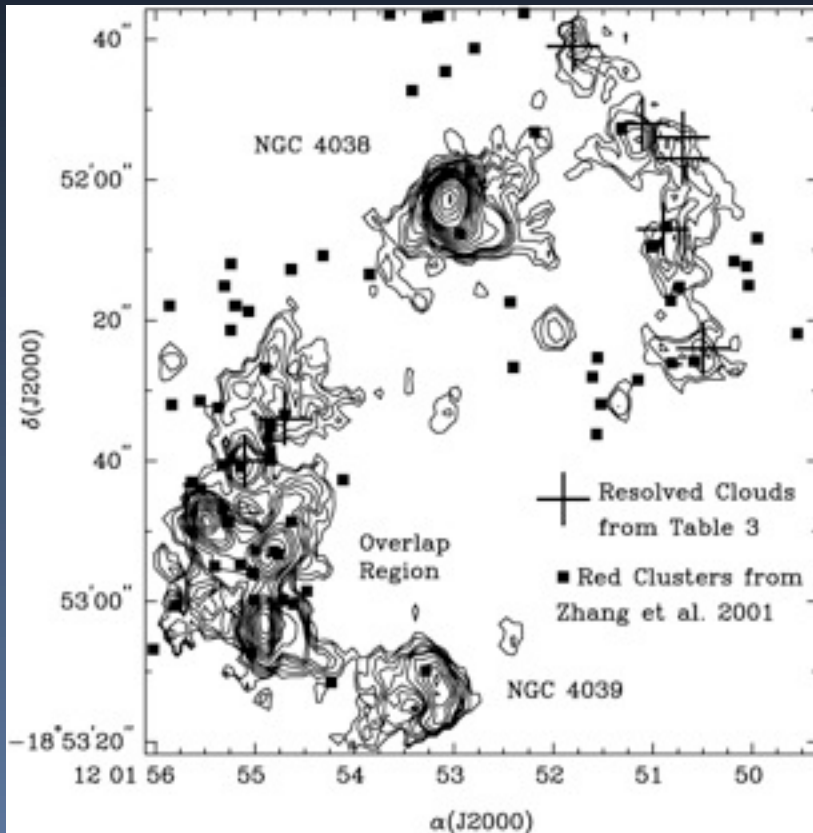 40"
NGC 4038
52'00"
20"
δ(J2000)
40"
Resolved Clouds
from Table 3
Overlap
Region
Red Clusters from
Zhang et al. 2001
53'00"
NGC 4039
-18°53'20"
12 01 56 55 54 53 52 51 50
α(J2000)